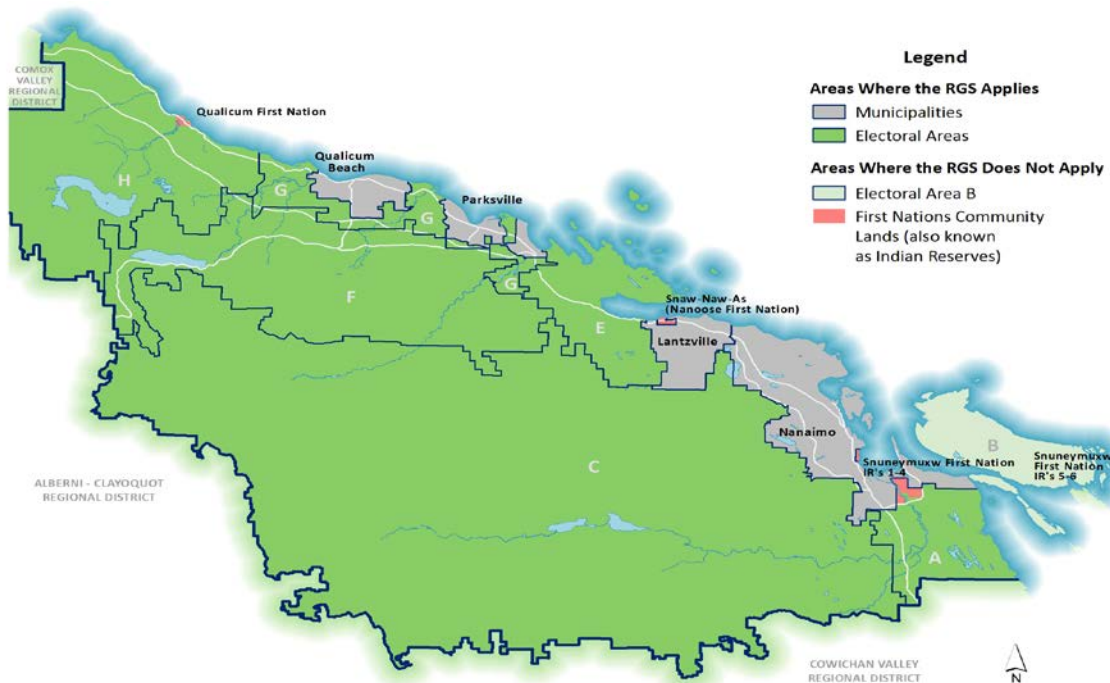 Legend
Areas Where the RGS Applies
Municipalities
Electoral Areas
Areas Where the RGS Does Not Apply
Electoral Area B
First Nations Community
Lands (also known
as Indian Reserves)
COMOX
VALLEY
REGIONAL
DISTRICT
Qualicum First Nation
Qualicum
Beach
H
G
Parksville
G
F
G
Snaw-Naw-As
(Nanoose First Nation)
E
Lantzville
Nanaimo
B
Snuneymuxw First Nation
IR's 1-4
Snuneymuxw
First Nation
IR's 5-6
C
ALBERNI - CLAYOQUOT
REGIONAL DISTRICT
A
COWICHAN VALLEY
REGIONAL DISTRICT
N